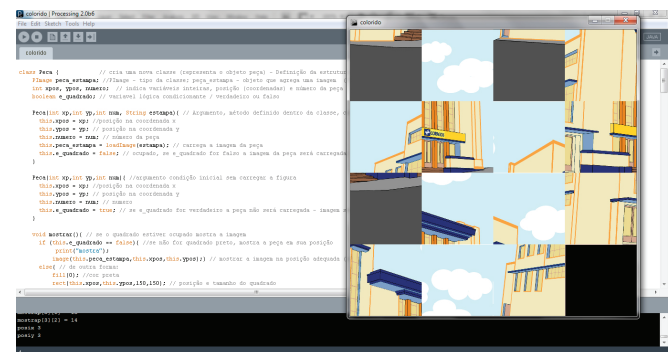 colorido | Processing 2.0b6
File Edit Sketch Tools Help
JAVA
colorido
class Peca { // cria uma nova classe (representa o objeto peça) - Definição da estrutur
PImage peca_estampa; //PImage - tipo da classe; peça_estampa - objeto que agrega uma imagem
int xpos, ypos, numero; // indica variáveis inteiras, posição (coordenadas) e número da peça
boolean e_quadrado; // variavel lógica condicionante / verdadeiro ou falso
Peca(int xp,int yp,int num, String estampa){ // Argumento, método definido dentro da classe, c
this.xpos = xp; //posição na coordenada x
this.ypos = yp; // posição na coordenada y
this.numero = num; // número da peça
this.peca_estampa = loadImage(estampa); // carrega a imagem da peça
this.e_quadrado = false; // ocupado, se e_quadrado for falso a imagem da peça será carregada
}
Peca(int xp,int yp,int num){ //argumento condição inicial sem carregar a figura
this.xpos = xp; //posição na coordenada x
this.ypos = yp; // posição na coordenada y
this.numero = num; // número
this.e_quadrado = true; // se e_quadrado for verdadeiro a peça não será carregada - imagem
}
void mostrar(){ // se o quadrado estiver ocupado mostra a imagem
if (this.e_quadrado == false){ //se não for quadrado preto, mostra a peça em sua posição
print("mostra");
image(this.peca_estampa,this.xpos,this.ypos);} // mostrar a imagem na posição adequada
else{ // de outra forma:
fill(0); //cor preta
rect(this.xpos,this.ypos,150,150); // posição e tamanho do quadrado
mostrap[3][2] = 14
posix 3
posiy 3
colorido